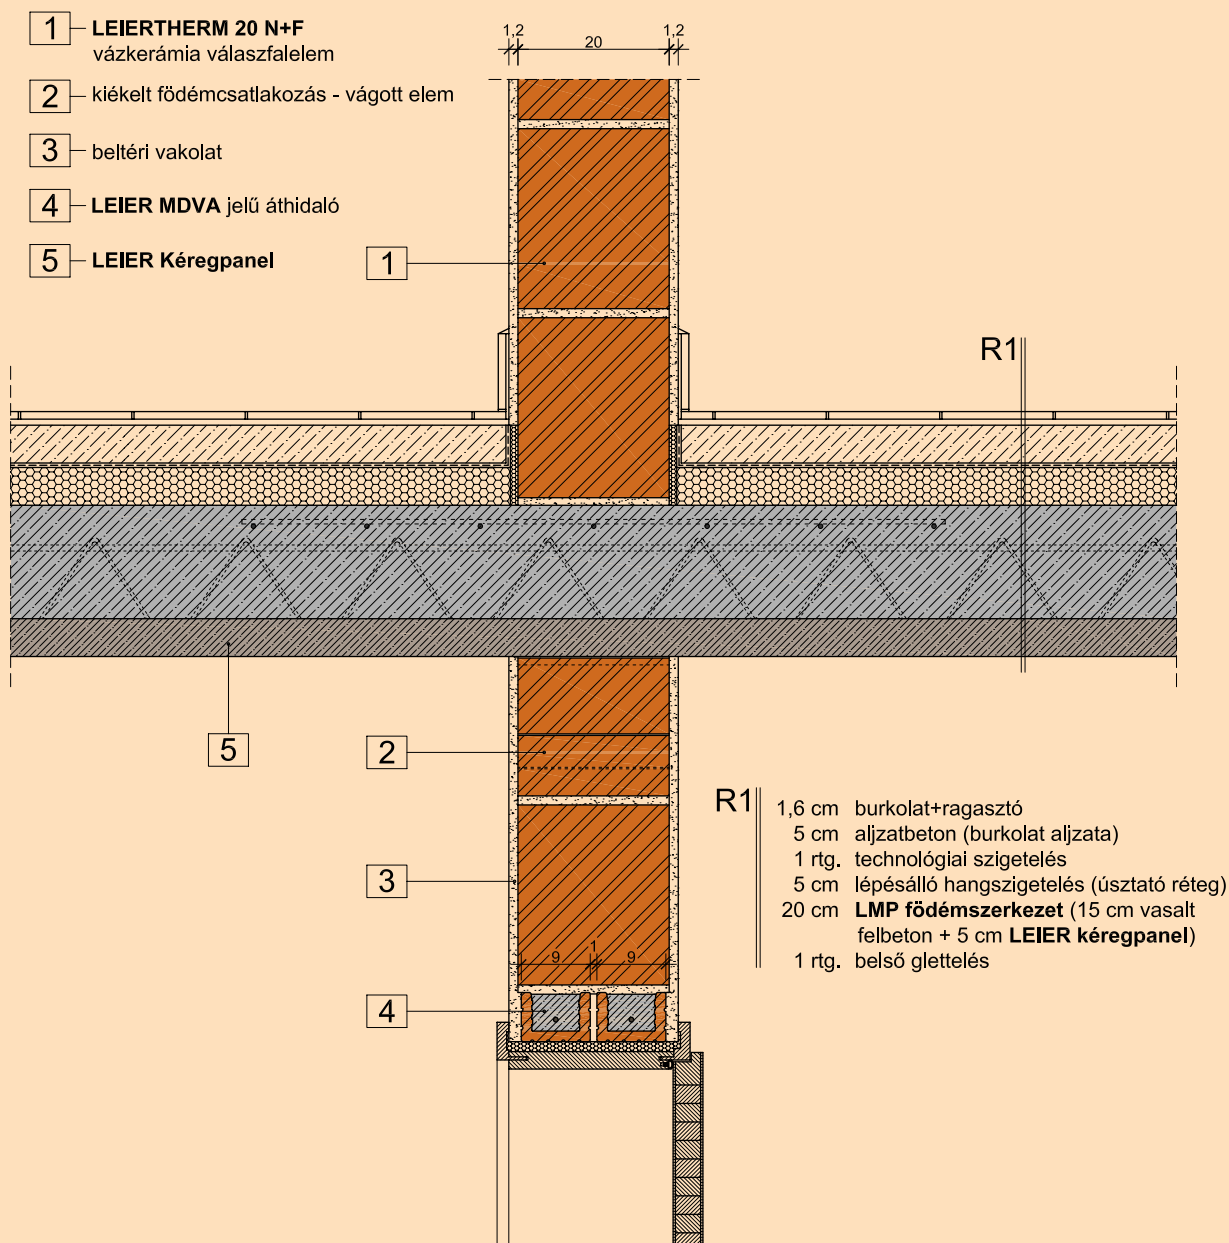 1 LEIERTHERM 20 N+F
vázkerámia válaszfalelem
2 kiékelt födémcsatlakozás - vágott elem
3 beltéri vakolat
4 LEIER MDVA jelű áthidaló
5 LEIER Kéregpanel
1,2 20 1,2
1
R1
5
2
3
9 1 9
4
R1
1,6 cm burkolat+ragasztó
5 cm aljzatbeton (burkolat aljzata)
1 rtg. technológiai szigetelés
5 cm lépésálló hangszigetelés (úsztató réteg)
20 cm LMP födémszerkezet (15 cm vasalt
felbeton + 5 cm LEIER kéregpanel)
1 rtg. belső glettelés